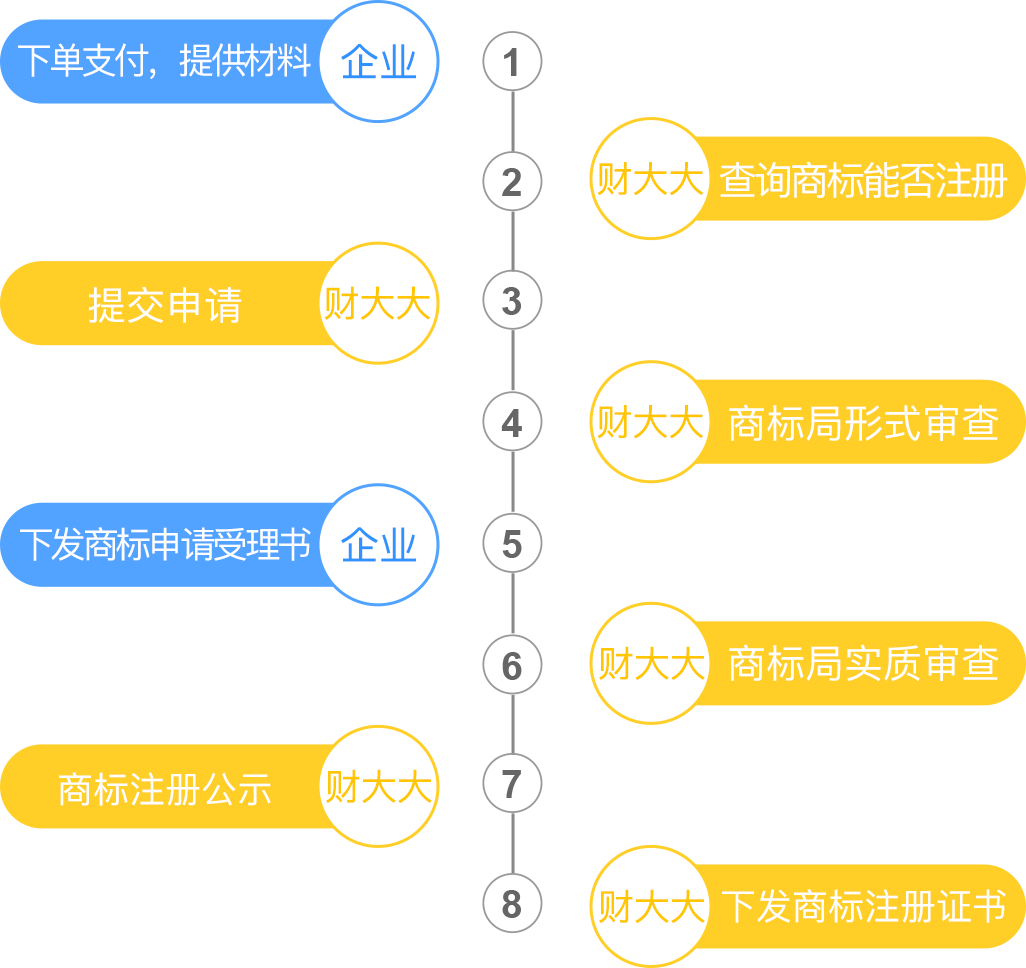 下单支付，提供材料 企业 1
2 财大大 查询商标能否注册
提交申请 财大大 3
4 财大大 商标局形式审查
下发商标申请受理书 企业 5
6 财大大 商标局实质审查
商标注册公示 财大大 7
8 财大大 下发商标注册证书